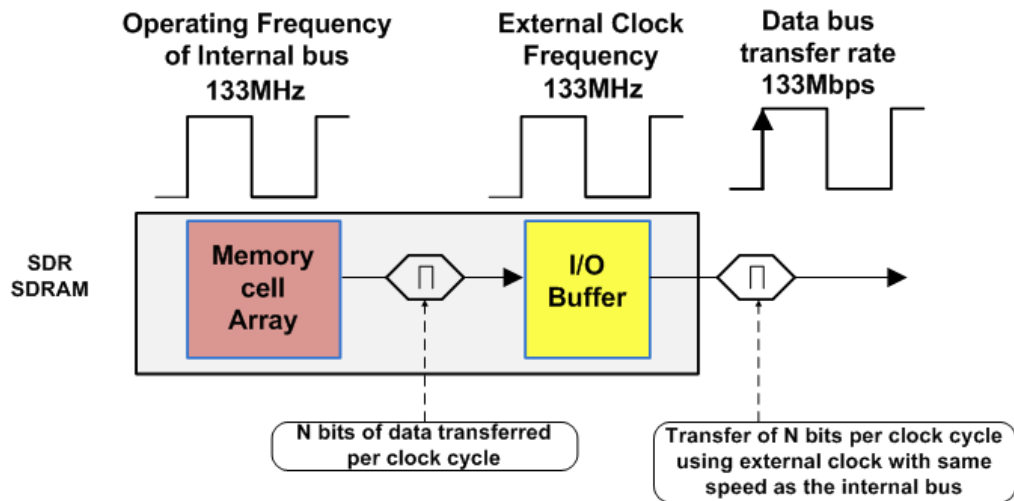 Operating Frequency
of Internal bus
133MHz
External Clock
Frequency
133MHz
Data bus
transfer rate
133Mbps
SDR
SDRAM
Memory
cell
Array
n
I/O
Buffer
n
N bits of data transferred
per clock cycle
Transfer of N bits per clock cycle
using external clock with same
speed as the internal bus